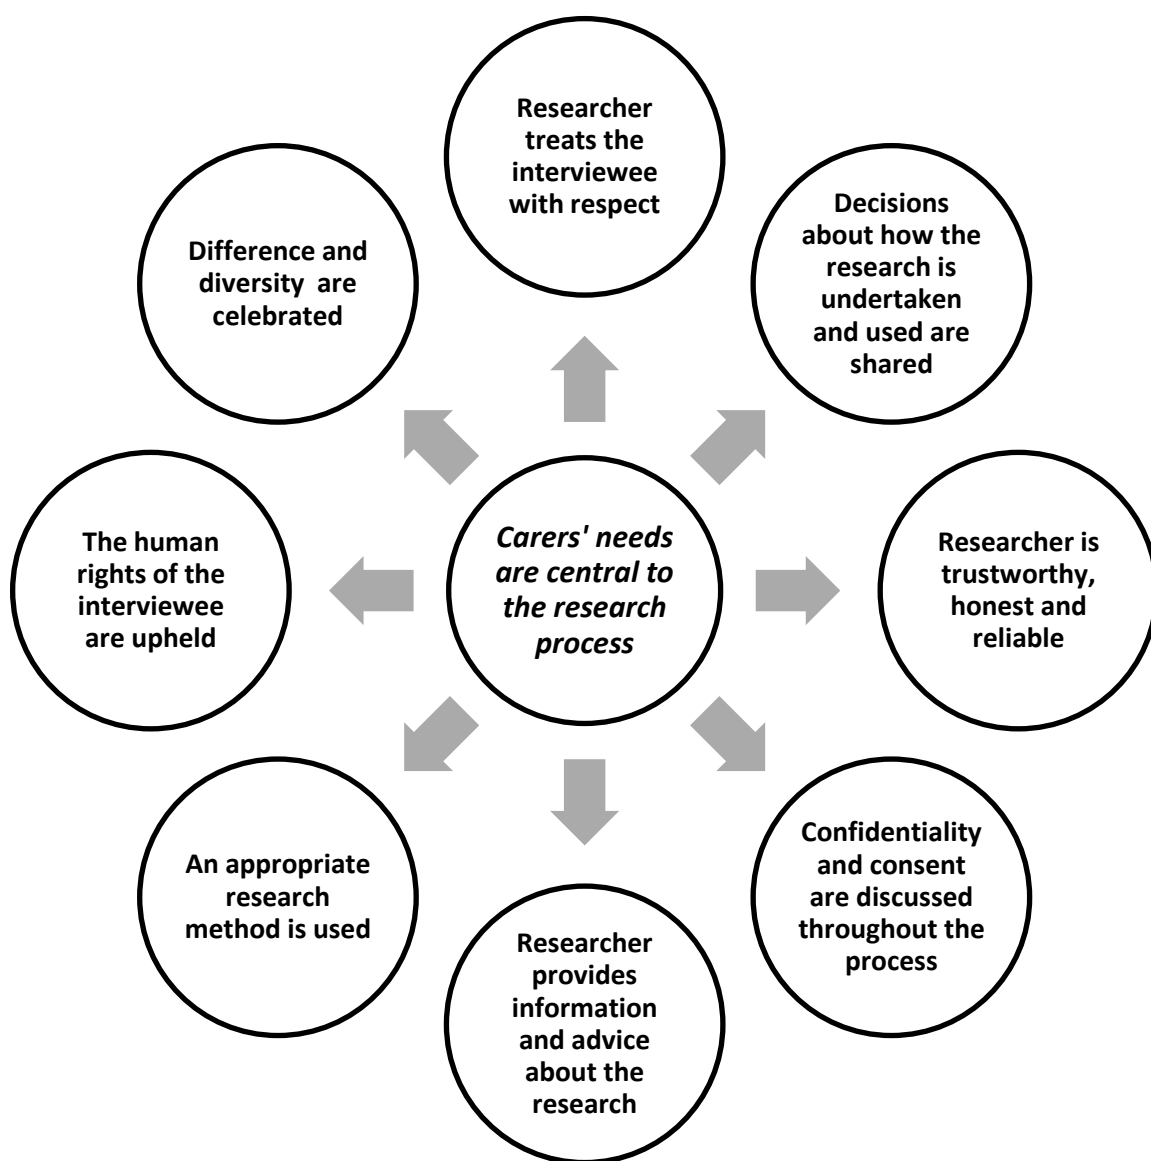 Researcher
treats the
interviewee
with respect
Decisions
about how the
research is
undertaken
and used are
shared
Researcher is
trustworthy,
honest and
reliable
Confidentiality
and consent
are discussed
throughout the
process
Researcher
provides
information
and advice
about the
research
An appropriate
research
method is used
The human
rights of the
interviewee
are upheld
Difference and
diversity  are
celebrated
Carers' needs
are central to
the research
process